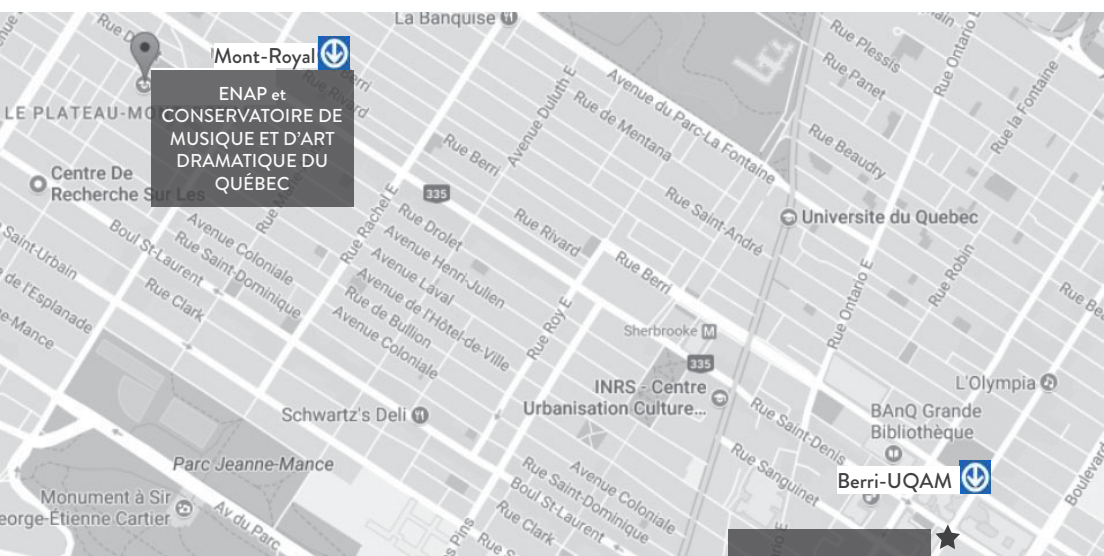 La Banquise
Rue Plessis
Rue Panet
Rue Ontario E
Rue la Fontaine
Mont-Royal
Berri
Rue Rivard
LE PLATEAU-MO
ENAP et
CONSERVATOIRE DE
MUSIQUE ET D'ART
DRAMATIQUE DU
QUÉBEC
Avenue Duluth E
Rue de Mentana
Avenue du Parc-La Fontaine
Rue Beaudry
Rue Berri
Centre De
Recherche Sur Les
335
Rue Rachel E
Rue Drolet
Avenue Henri-Julien
Avenue Laval
Avenue de l'Hôtel-de-Ville
Rue de Bullion
Avenue Coloniale
Rue Rivard
Rue Saint-André
Universite du Quebec
Saint-Urbain
de l'Esplanade
Boul St-Laurent
Rue Clark
Avenue Coloniale
Rue Saint-Dominique
Rue Berri
Rue Roy E
Rue Ontario E
Rue Robin
Sherbrooke
335
INRS - Centre
Urbanisation Culture...
L'Olympia
BAnQ Grande
Bibliothèque
Schwartz's Deli
Rue Saint-Denis
Rue Sanguinet
Berri-UQAM
Boulevard
Parc Jeanne-Mance
Monument à Sir
eorge-Étienne Cartier
Av du Parc
s Pins
Rue Saint-Dominique
Avenue Coloniale
Boul St-Laurent
Rue Clark